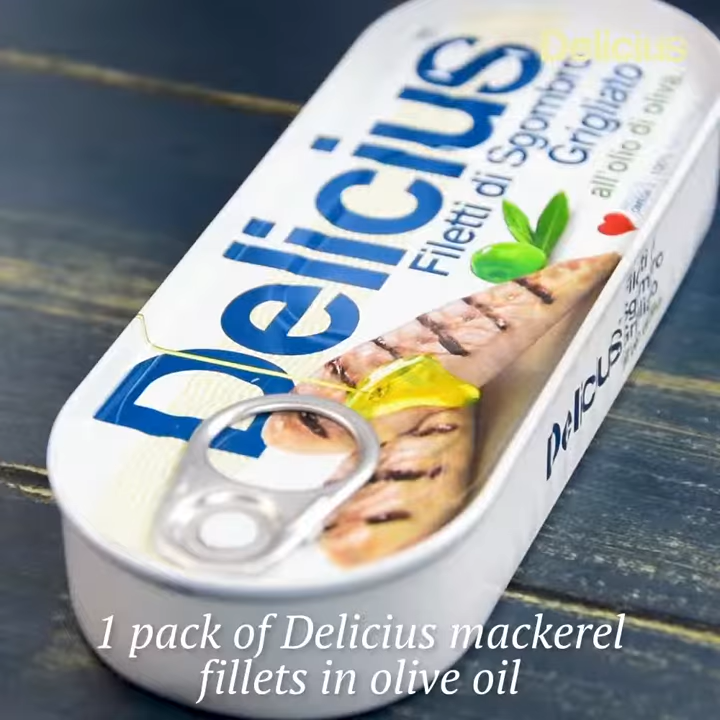 Delicius
Delicius
Filetti di Sgombro
Grigliato
all'olio di oliva
Delicius
1 pack of Delicius mackerel
fillets in olive oil